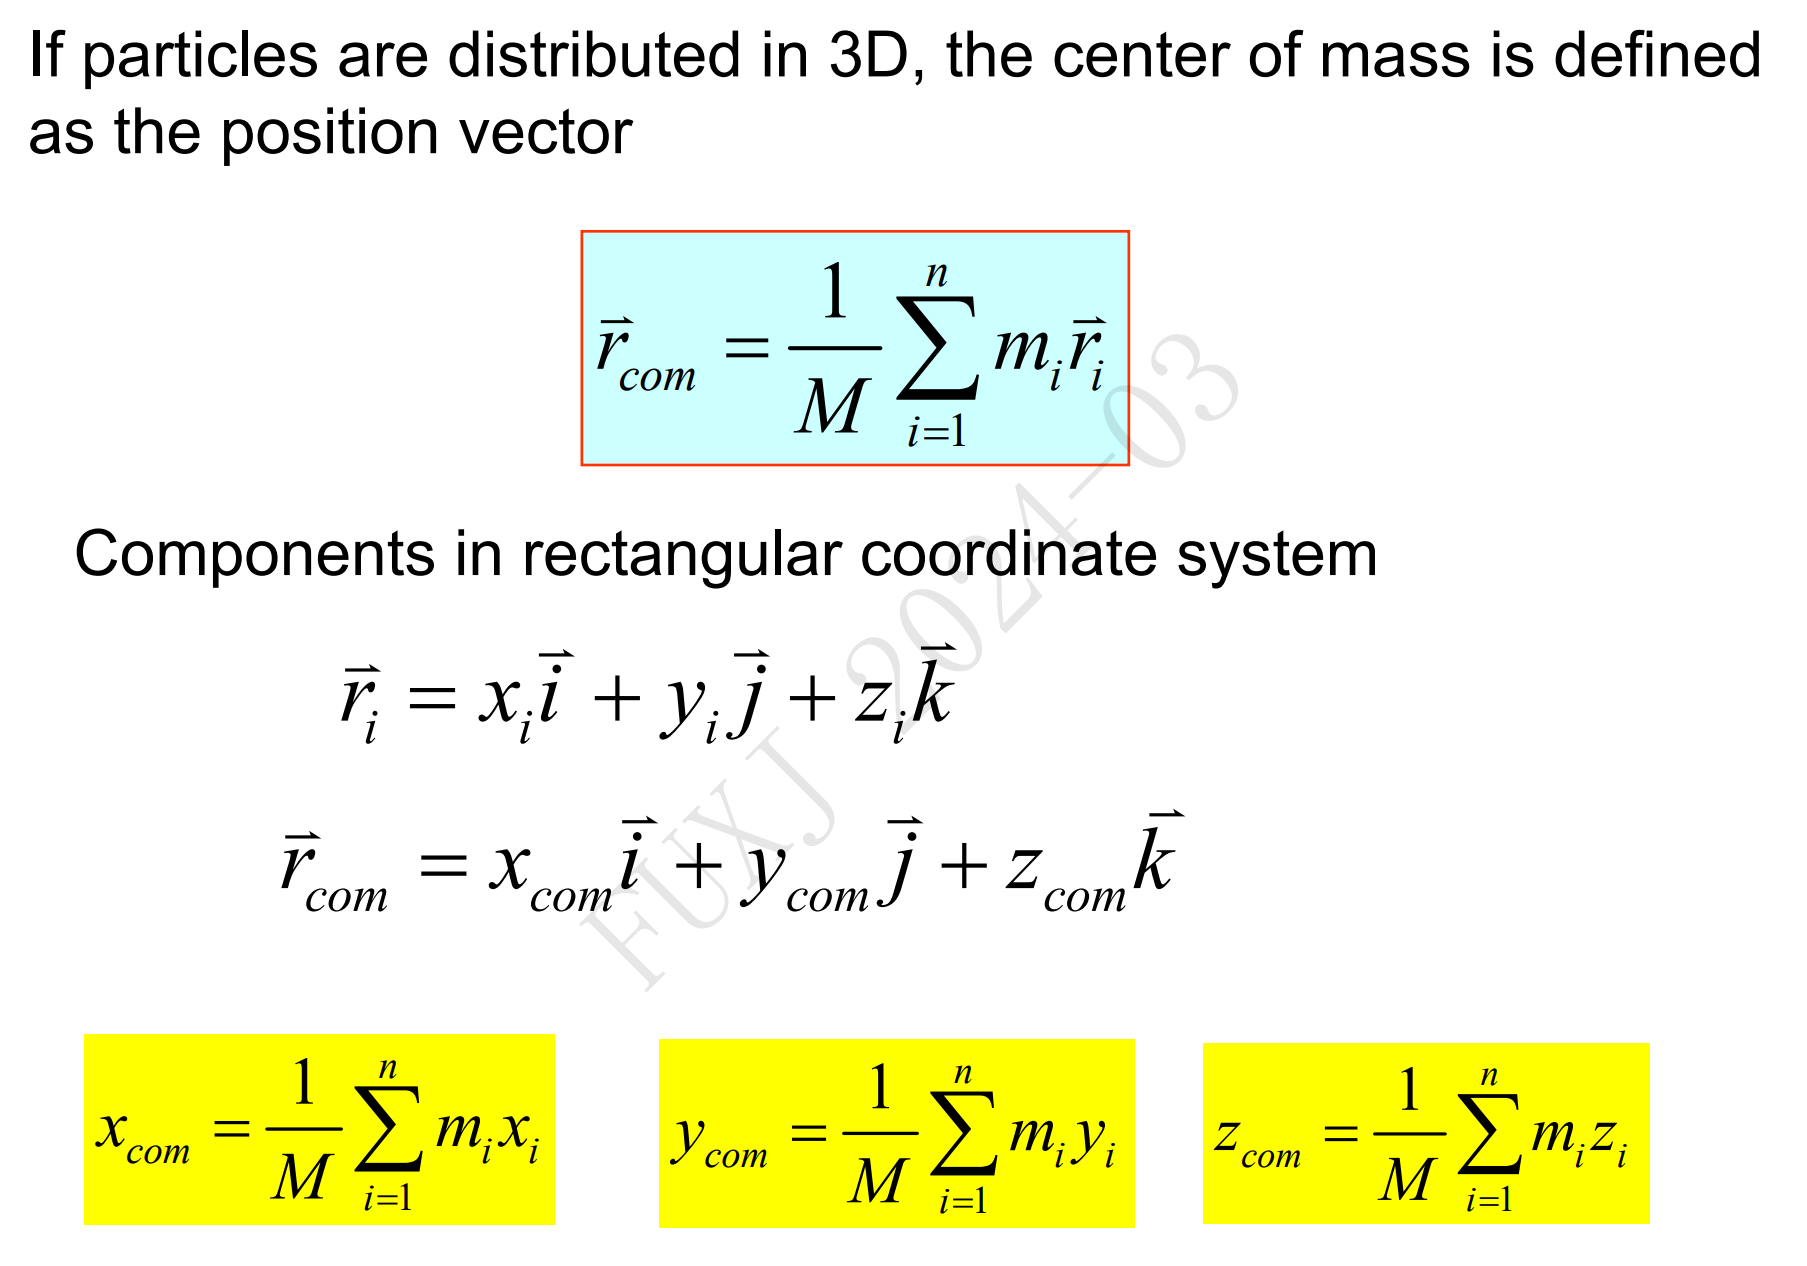 If particles are distributed in 3D, the center of mass is defined
as the position vector
$\vec{r}_{com} = \frac{1}{M} \sum_{i=1}^{n} m_i \vec{r}_i$
Components in rectangular coordinate system
$\vec{r}_i = x_i \vec{i} + y_i \vec{j} + z_i \vec{k}$
$\vec{r}_{com} = x_{com} \vec{i} + y_{com} \vec{j} + z_{com} \vec{k}$
$x_{com} = \frac{1}{M} \sum_{i=1}^{n} m_i x_i$
$y_{com} = \frac{1}{M} \sum_{i=1}^{n} m_i y_i$
$z_{com} = \frac{1}{M} \sum_{i=1}^{n} m_i z_i$
FUXJ 2024-03